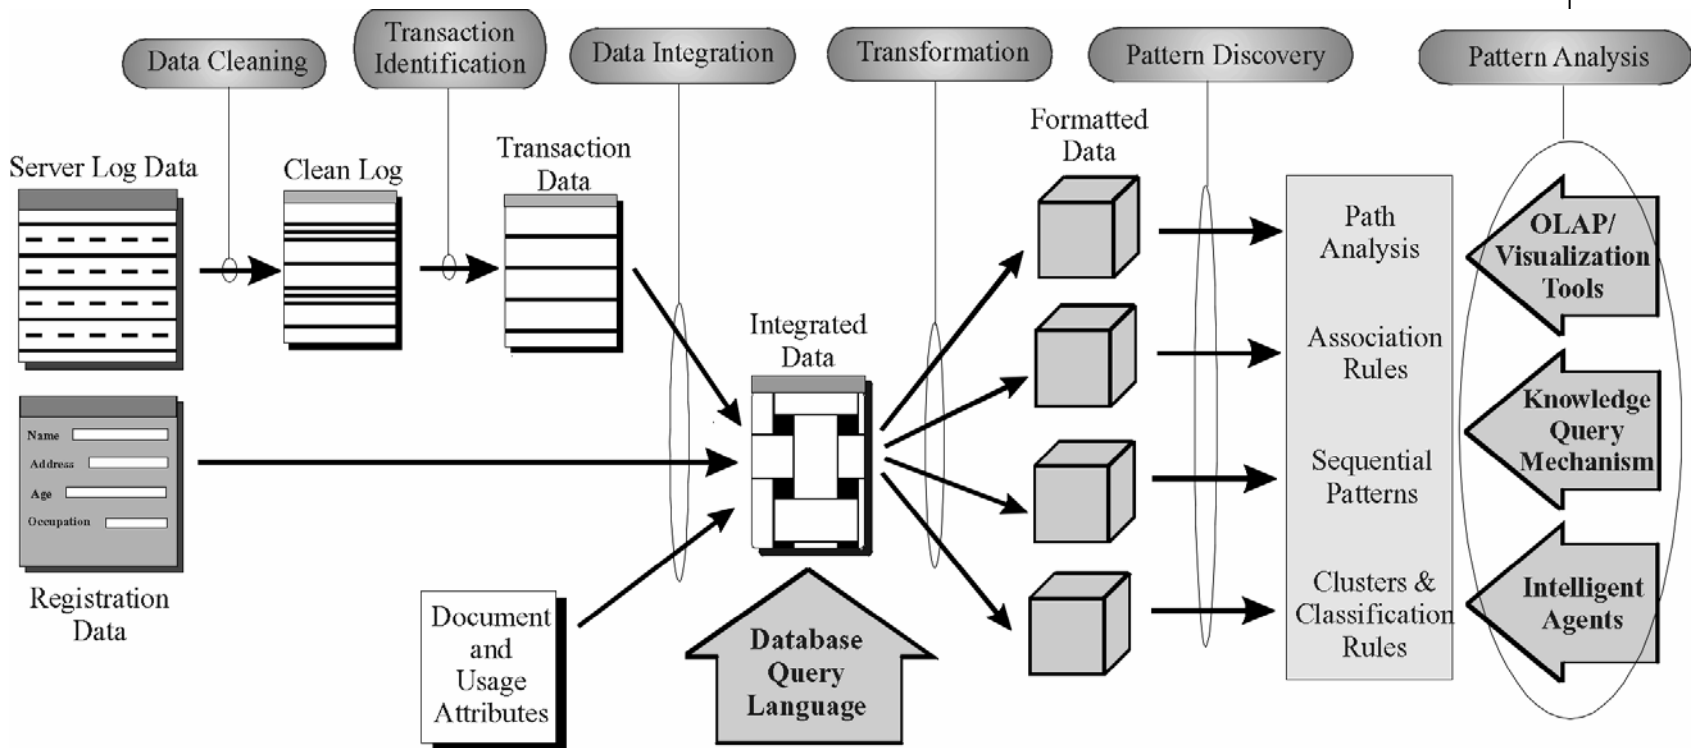 Data Cleaning
Transaction
Identification
Data Integration
Transformation
Pattern Discovery
Pattern Analysis
Server Log Data
Clean Log
Transaction
Data
Formatted
Data
Integrated
Data
Name
Address
Age
Occupation
Registration
Data
Document
and
Usage
Attributes
Database
Query
Language
Path
Analysis
Association
Rules
Sequential
Patterns
Clusters &
Classification
Rules
OLAP/
Visualization
Tools
Knowledge
Query
Mechanism
Intelligent
Agents